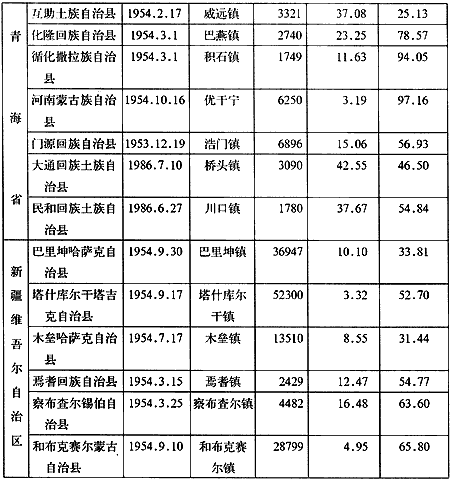 青海省
互助土族自治县 1954.2.17 威远镇 3321 37.08 25.13
化隆回族自治县 1954.3.1 巴燕镇 2740 23.25 78.57
循化撒拉族自治县 1954.3.1 积石镇 1749 11.63 94.05
河南蒙古族自治县 1954.10.16 优干宁 6250 3.19 97.16
门源回族自治县 1953.12.19 浩门镇 6896 15.06 56.93
大通回族土族自治县 1986.7.10 桥头镇 3090 42.55 46.50
民和回族土族自治县 1986.6.27 川口镇 1780 37.67 54.84
新疆维吾尔自治区
巴里坤哈萨克自治县 1954.9.30 巴里坤镇 36947 10.10 33.81
塔什库尔干塔吉克自治县 1954.9.17 塔什库尔干镇 52300 3.32 52.70
木垒哈萨克自治县 1954.7.17 木垒镇 13510 8.55 31.44
焉耆回族自治县 1954.3.15 焉耆镇 2429 12.47 54.77
察布查尔锡伯自治县 1954.3.25 察布查尔镇 4482 16.48 63.60
和布克赛尔蒙古自治县 1954.9.10 和布克赛尔镇 28799 4.95 65.80